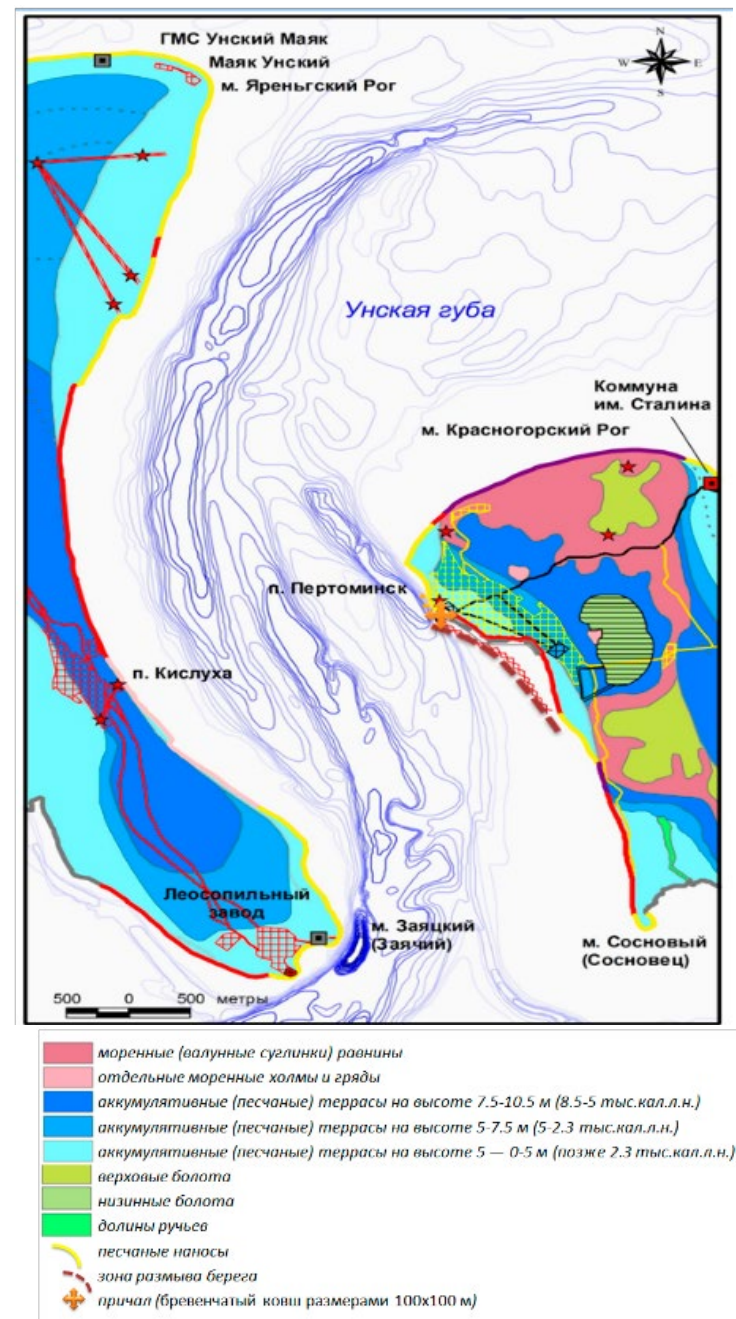 ГМС Унский Маяк
Маяк Унский
м. Яреньгский Рог
N
W E
S
Унская губа
Коммуна
им. Сталина
м. Красногорский Рог
п. Пертоминск
п. Кислуха
Леосопильный
завод
м. Заяцкий
(Заячий)
м. Сосновый
(Сосновец)
500 0 500 метры
моренные (валунные суглинки) равнины
отдельные моренные холмы и гряды
аккумулятивные (песчаные) террасы на высоте 7.5-10.5 м (8.5-5 тыс.кал.л.н.)
аккумулятивные (песчаные) террасы на высоте 5-7.5 м (5-2.3 тыс.кал.л.н.)
аккумулятивные (песчаные) террасы на высоте 5 — 0-5 м (позже 2.3 тыс.кал.л.н.)
верховые болота
низинные болота
долины ручьев
песчаные наносы
зона размыва берега
причал (бревенчатый ковш размерами 100х100 м)